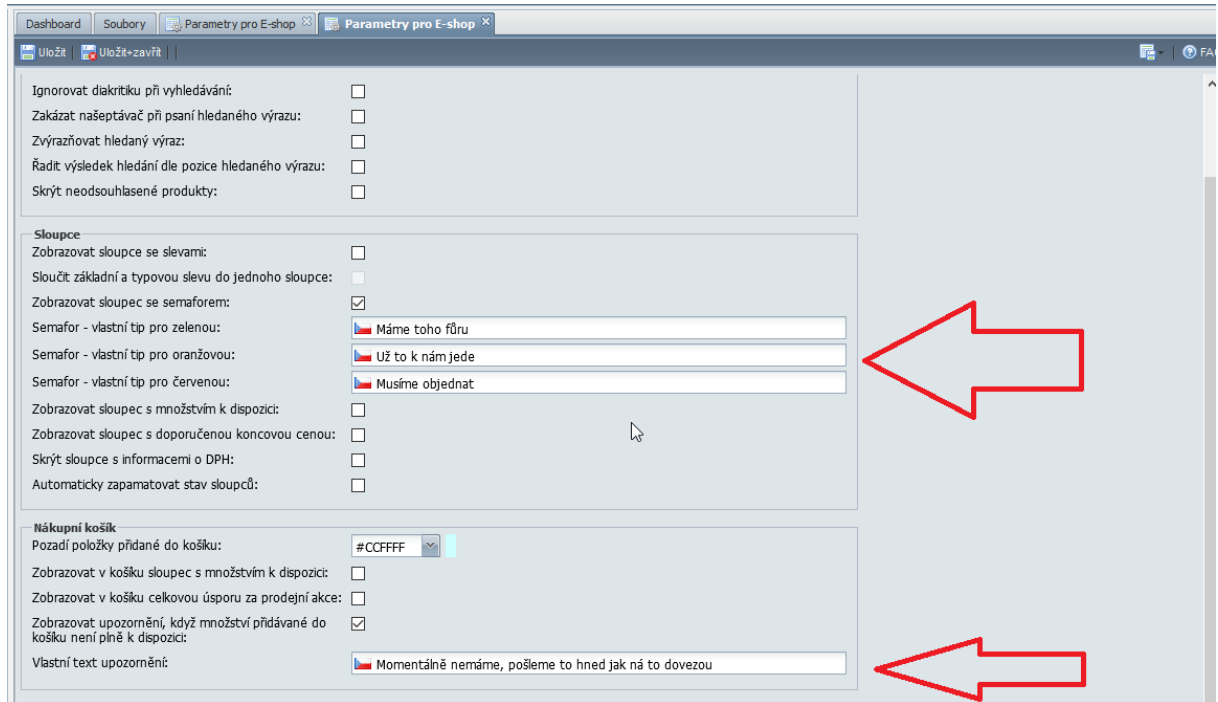 Dashboard Soubory Parametry pro E-shop Parametry pro E-shop
Uložit Uložit+zavřít FAQ
Ignorovat diakritiku při vyhledávání:
Zakázat našeptávač při psaní hledaného výrazu:
Zvýrazňovat hledaný výraz:
Řadit výsledek hledání dle pozice hledaného výrazu:
Skrýt neodsouhlasené produkty:
Sloupce
Zobrazovat sloupce se slevami:
Sloučit základní a typovou slevu do jednoho sloupce:
Zobrazovat sloupec se semaforem:
Semafor - vlastní tip pro zelenou: Máme toho fůru
Semafor - vlastní tip pro oranžovou: Už to k nám jede
Semafor - vlastní tip pro červenou: Musíme objednat
Zobrazovat sloupec s množstvím k dispozici:
Zobrazovat sloupec s doporučenou koncovou cenou:
Skrýt sloupce s informacemi o DPH:
Automaticky zapamatovat stav sloupců:
Nákupní košík
Pozadí položky přidané do košíku: #CCFFFF
Zobrazovat v košíku sloupec s množstvím k dispozici:
Zobrazovat v košíku celkovou úsporu za prodejní akce:
Zobrazovat upozornění, když množství přidávané do
košíku není plně k dispozici:
Vlastní text upozornění: Momentálně nemáme, pošleme to hned jak ná to dovezou